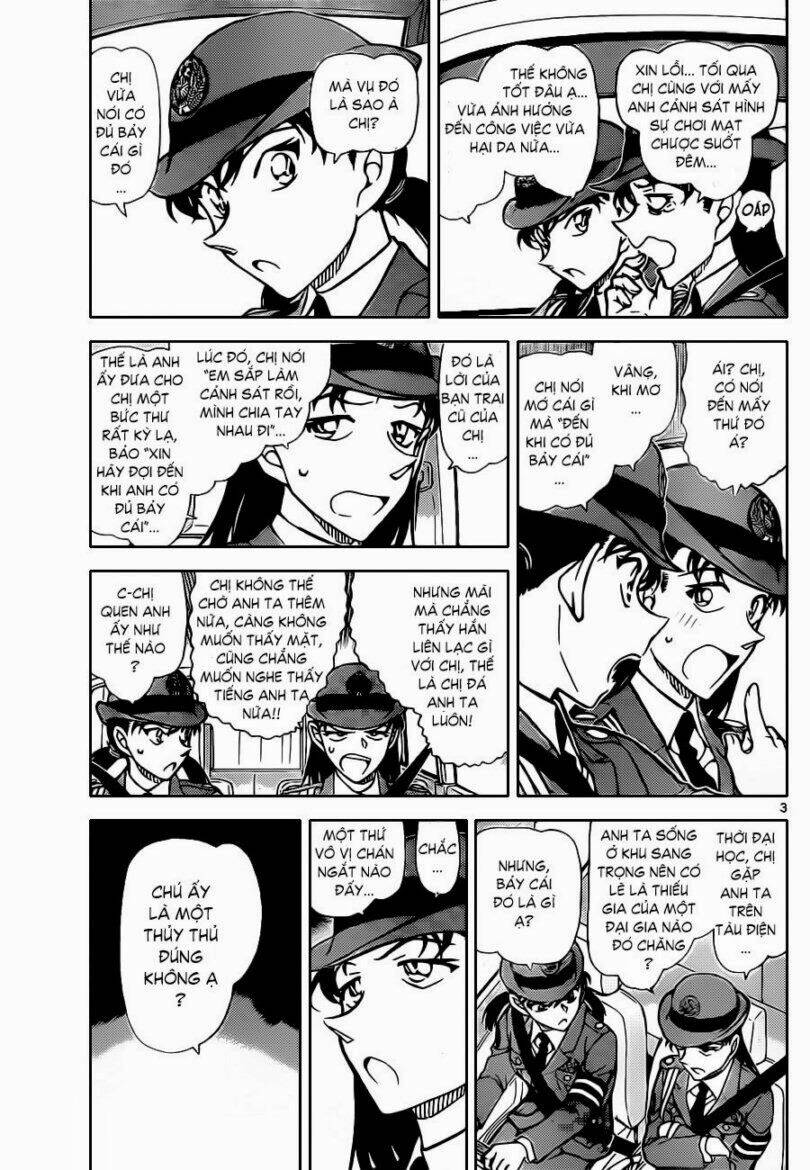 XIN LỖI... TỐI QUA
CHỊ CÙNG VỚI MẤY
ANH CẢNH SÁT HÌNH
SỰ CHƠI MẠT
CHƯỢC SUỐT
ĐÊM...
OÁP
THẾ KHÔNG
TỐT ĐÂU Ạ...
VỪA ẢNH HƯỞNG
ĐẾN CÔNG VIỆC VỪA
HẠI DA NỮA...
MÀ VỤ ĐÓ
LÀ SAO Ạ
CHỊ?
CHỊ
VỪA
NÓI CÓ
ĐỦ BẢY
CÁI GÌ
ĐÓ
...
ÁI? CHỊ,
CÓ NÓI
ĐẾN MẤY
THỨ ĐÓ
Á?
VÂNG,
KHI MƠ
...
CHỊ NÓI
MỚ CÁI GÌ
MÀ "ĐẾN
KHI CÓ ĐỦ
BẢY CÁI"
...
ĐÓ LÀ
LỜI CỦA
BẠN TRAI
CŨ CỦA
CHỊ
...
LÚC ĐÓ, CHỊ NÓI
"EM SẮP LÀM
CẢNH SÁT RỒI,
MÌNH CHIA TAY
NHAU ĐI"...
THẾ LÀ ANH
ẤY ĐƯA CHO
CHỊ MỘT
BỨC THƯ
RẤT KỲ LẠ,
BẢO "XIN
HÃY ĐỢI ĐẾN
KHI ANH CÓ
ĐỦ BẢY
CÁI"...
NHƯNG MÃI
MÀ CHẲNG
THẤY HẮN
LIÊN LẠC GÌ
VỚI CHỊ, THẾ
LÀ CHỊ ĐÁ
ANH TA
LUÔN!
CHỊ KHÔNG THỂ
CHỜ ANH TA THÊM
NỮA, CÀNG KHÔNG
MUỐN THẤY MẶT,
CŨNG CHẲNG
MUỐN NGHE THẤY
TIẾNG ANH TA
NỮA!!
C-CHỊ
QUEN ANH
ẤY NHƯ
THẾ NÀO
?
3
THỜI ĐẠI
HỌC, CHỊ
GẶP
ANH TA
TRÊN
TÀU ĐIỆN
...
ANH TA SỐNG
Ở KHU SANG
TRỌNG NÊN CÓ
LẼ LÀ THIẾU
GIA CỦA MỘT
ĐẠI GIA NÀO
ĐÓ CHĂNG?
NHƯNG,
BẢY CÁI
ĐÓ LÀ GÌ
Ạ?
CHẮC
...
MỘT THỨ
VÔ VỊ CHÁN
NGẮT NÀO
ĐẤY...
CHÚ ẤY
LÀ MỘT
THỦY THỦ
ĐÚNG
KHÔNG Ạ
?